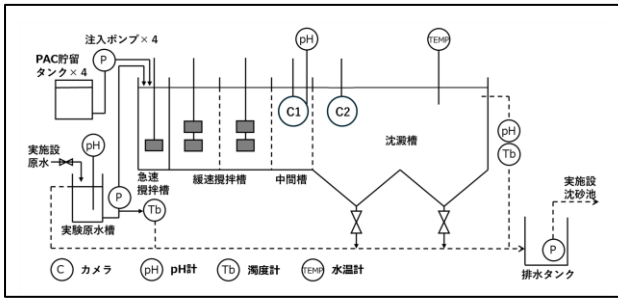 注入ポンプ×4
pH
TEMP
PAC貯留
タンク×4
P
C1
C2
沈澱槽
pH
Tb
実施設
原水
pH
急速
撹拌槽
緩速撹拌槽
中間槽
P
Tb
実験原水槽
実施設
沈砂池
P
排水タンク
C カメラ
pH pH計
Tb 濁度計
TEMP 水温計